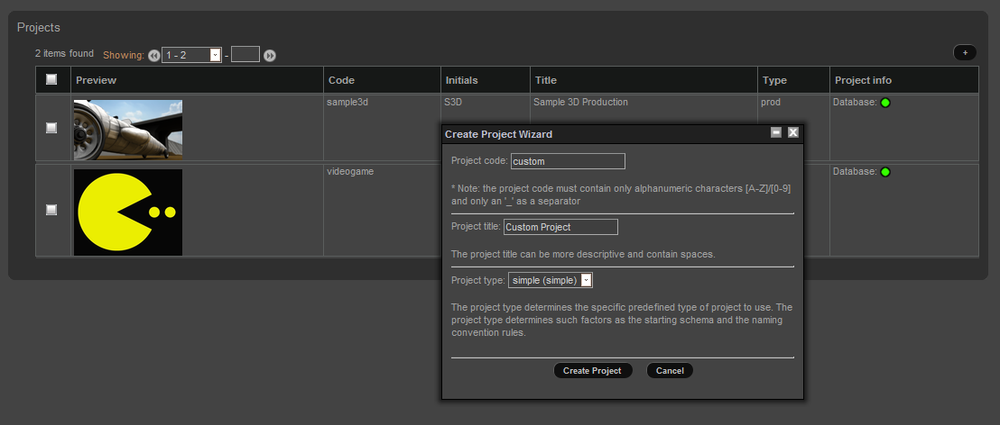 Projects
2 items found Showing: 1 - 2 -
+
Preview Code Initials Title Type Project info
sample3d S3D Sample 3D Production prod Database:
videogame Database:
Create Project Wizard
Project code: custom
* Note: the project code must contain only alphanumeric characters [A-Z]/[0-9]
and only an '_' as a separator
Project title: Custom Project
The project title can be more descriptive and contain spaces.
Project type: simple (simple)
The project type determines the specific predefined type of project to use. The
project type determines such factors as the starting schema and the naming
convention rules.
Create Project Cancel